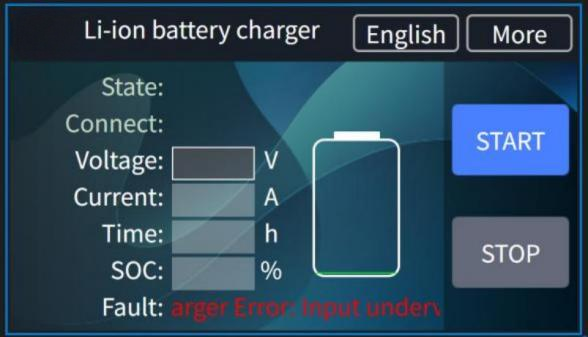 Li-ion battery charger English More
State:
Connect:
Voltage: V
START
Current: A
Time: h
STOP
SOC: %
Fault: arger Error: Input underv